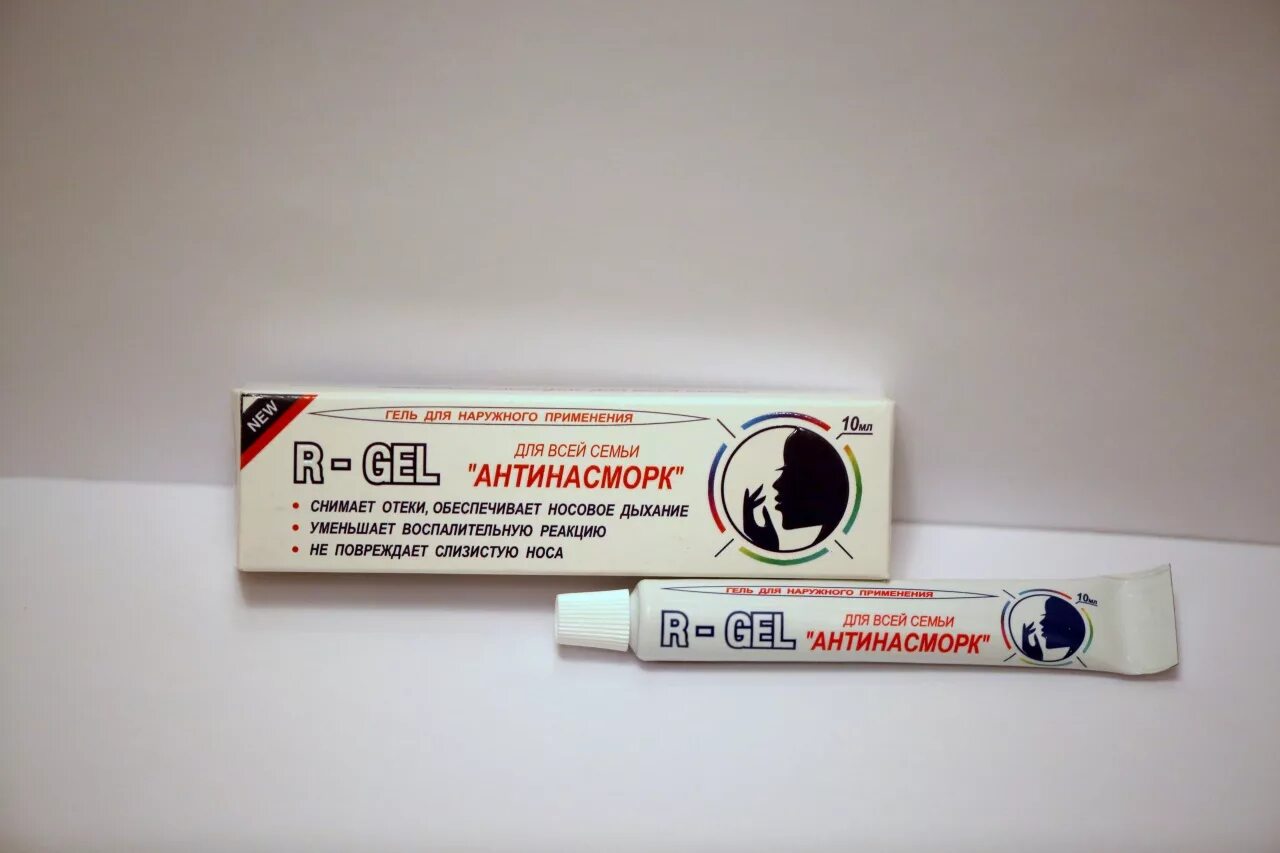 NEW
ГЕЛЬ ДЛЯ НАРУЖНОГО ПРИМЕНЕНИЯ
10мл
R - GEL
ДЛЯ ВСЕЙ СЕМЬИ
"АНТИНАСМОРК"
• СНИМАЕТ ОТЕКИ, ОБЕСПЕЧИВАЕТ НОСОВОЕ ДЫХАНИЕ
• УМЕНЬШАЕТ ВОСПАЛИТЕЛЬНУЮ РЕАКЦИЮ
• НЕ ПОВРЕЖДАЕТ СЛИЗИСТУЮ НОСА
ГЕЛЬ ДЛЯ НАРУЖНОГО ПРИМЕНЕНИЯ
10мл
R - GEL
ДЛЯ ВСЕЙ СЕМЬИ
"АНТИНАСМОРК"